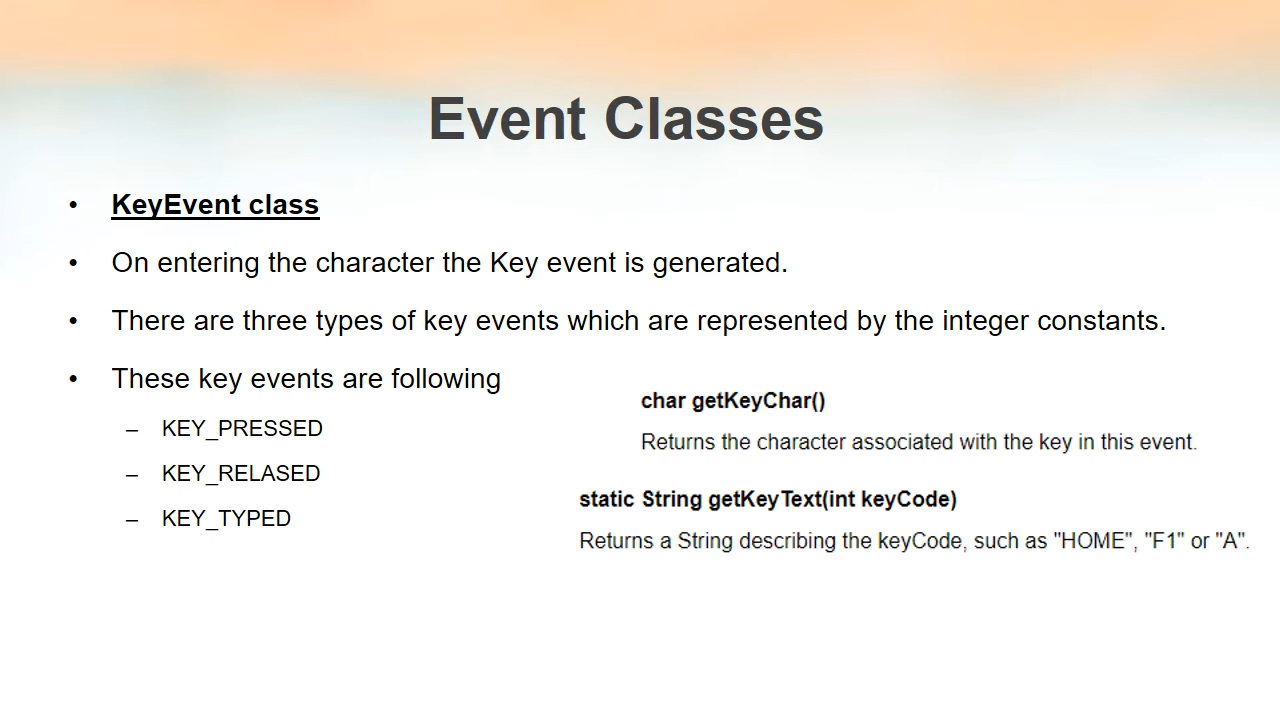 Event Classes
• KeyEvent class
• On entering the character the Key event is generated.
• There are three types of key events which are represented by the integer constants.
• These key events are following
– KEY_PRESSED
– KEY_RELASED
– KEY_TYPED
char getKeyChar()
Returns the character associated with the key in this event.
static String getKeyText(int keyCode)
Returns a String describing the keyCode, such as "HOME", "F1" or "A".